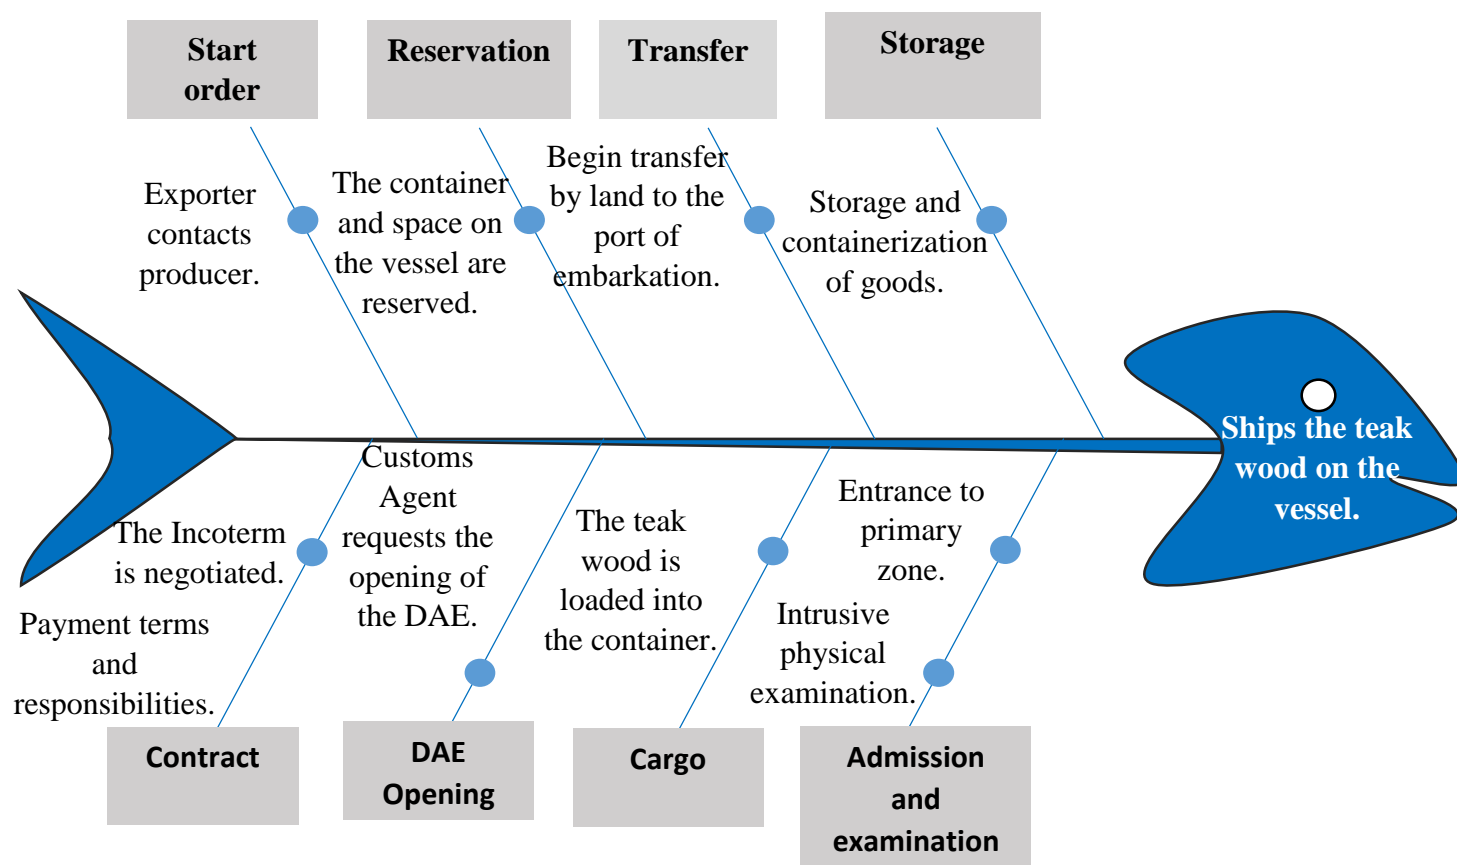 Start
order
Reservation
Transfer
Storage
Exporter
contacts
producer.
The container
and space on
the vessel are
reserved.
Begin transfer
by land to the
port of
embarkation.
Storage and
containerization
of goods.
Ships the teak
wood on the
vessel.
The Incoterm
is negotiated.
Payment terms
and
responsibilities.
Customs
Agent
requests the
opening of
the DAE.
The teak
wood is
loaded into
the container.
Entrance to
primary
zone.
Intrusive
physical
examination.
Contract
DAE
Opening
Cargo
Admission
and
examination